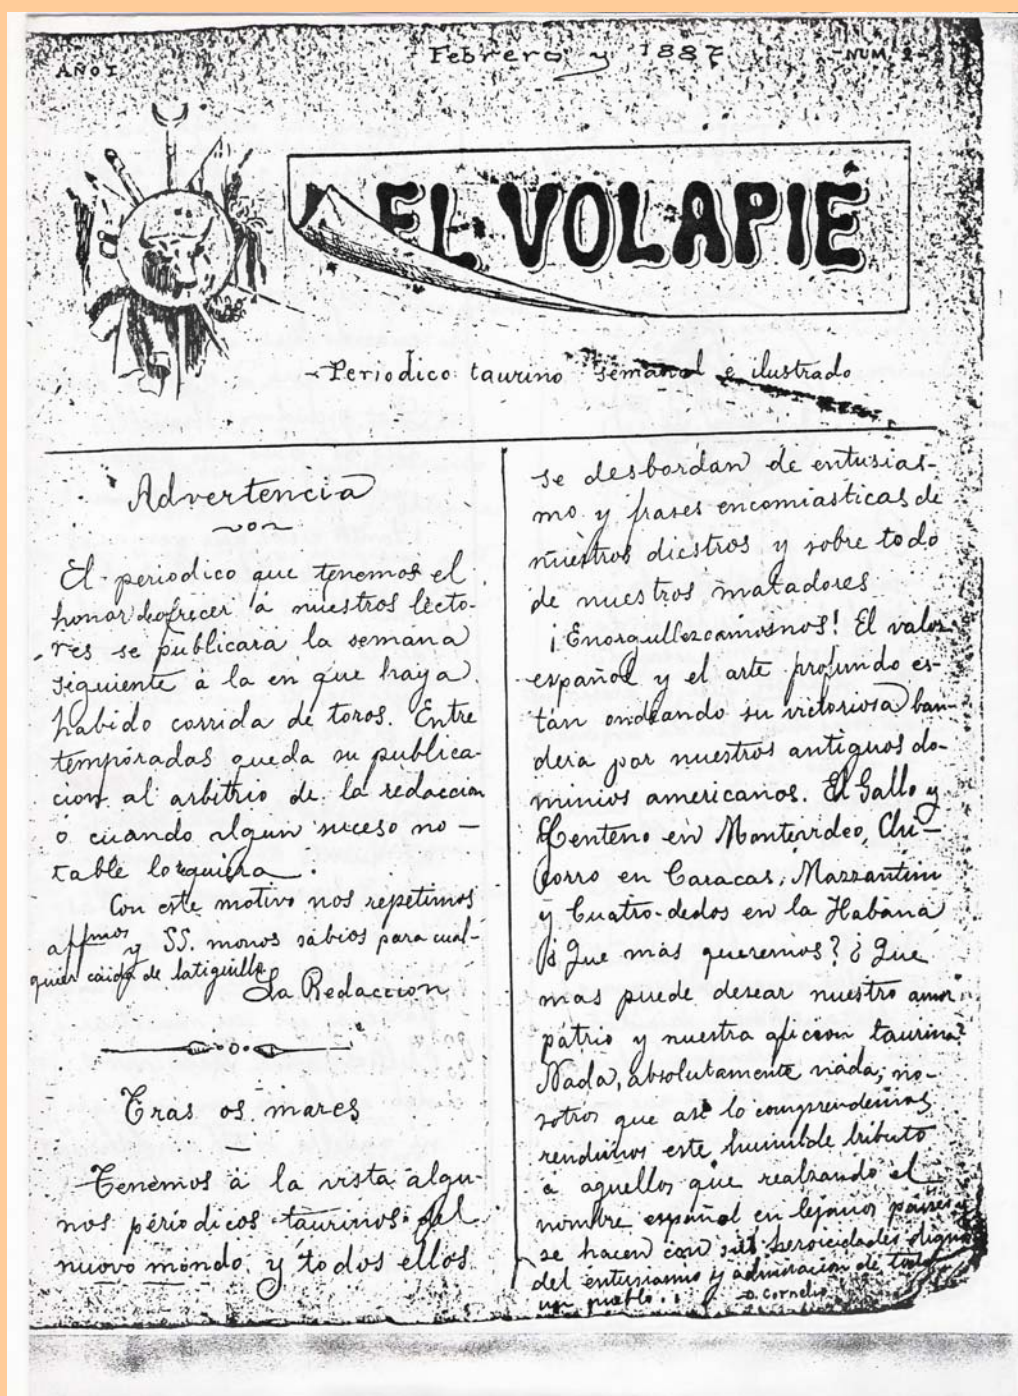 AÑO I
Febrero y 1887
NUM. 2
EL VOLAPIÉ
Periodico taurino semanal é ilustrado
Advertencia
El periodico que tenemos el
honor de ofrecer á nuestros lecto-
res se publicará la semana
siguiente á la en que haya
habido corrida de toros. Entre
temporadas queda su publica-
cion al arbitrio de la redaccion
ó cuando algun suceso no-
table lo requiera.
Con este motivo nos repetimos
affmos y SS. monos sabios para cual-
quier caida de latiguillo
La Redaccion
Tras os mares
Tenemos á la vista algu-
nos periodicos taurinos del
nuovo mondo, y todos ellos
se desbordan de entusias-
mo y frases encomiasticas de
nuestros diestros y sobre todo
de nuestros matadores
¡Enorgullezcamosnos! El valor
español y el arte profundo es-
tán ondeando su victoriosa ban-
dera por nuestros antiguos do-
minios americanos. El Gallo y
Centeno en Montevideo, Chi-
corro en Caracas, Mazzantini
y Cuatro-dedos en la Habana
¿Que más queremos? ¿Que
mas puede desear nuestro amor
patrio y nuestra aficion taurina?
Nada, absolutamente nada; no-
sotros que asi lo comprendemos
rendimos este humilde tributo
a aquellos que realzando el
nombre español en lejanos paises
se hacen con sus heroicidades dignos
del entusiasmo y admiracion de todo
un pueblo.
D. Cornelio